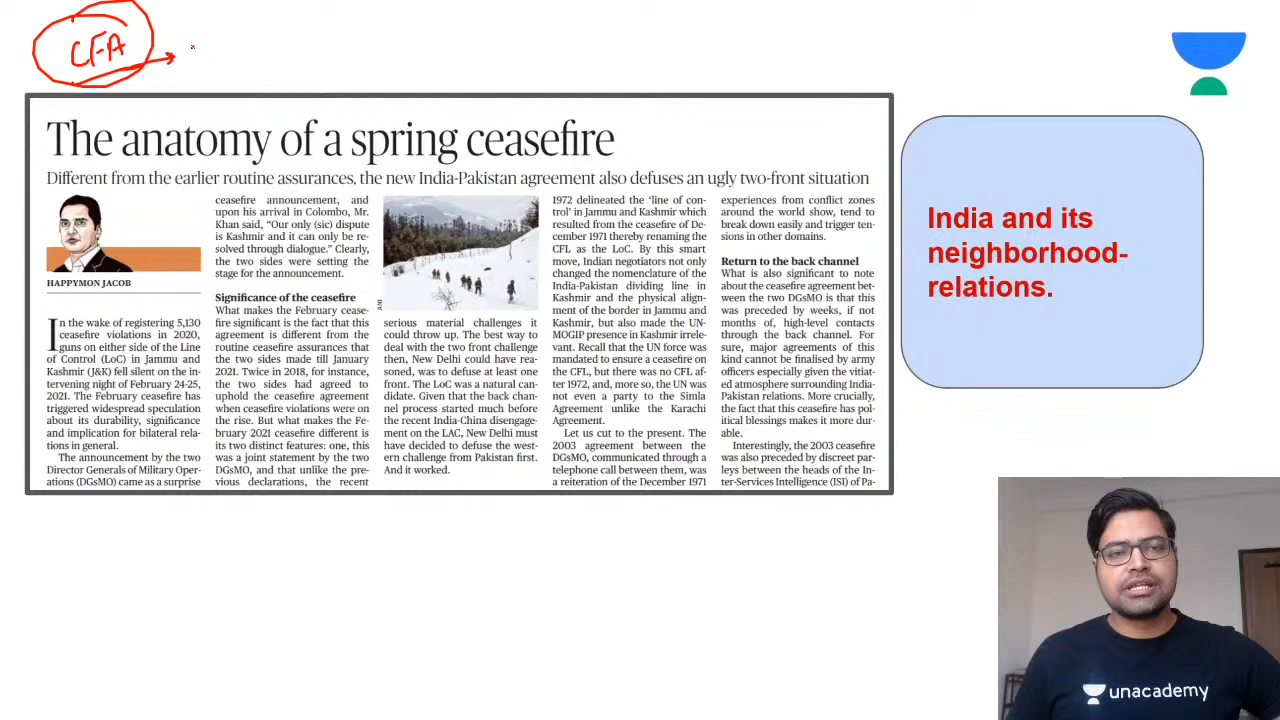 CFA
The anatomy of a spring ceasefire
Different from the earlier routine assurances, the new India-Pakistan agreement also defuses an ugly two-front situation
HAPPYMON JACOB
In the wake of registering 5,130
ceasefire violations in 2020,
guns on either side of the Line
of Control (LoC) in Jammu and
Kashmir (J&K) fell silent on the in-
tervening night of February 24-25,
2021. The February ceasefire has
triggered widespread speculation
about its durability, significance
and implication for bilateral rela-
tions in general.
The announcement by the two
Director Generals of Military Oper-
ations (DGsMO) came as a surprise
ceasefire announcement, and
upon his arrival in Colombo, Mr.
Khan said, “Our only (sic) dispute
is Kashmir and it can only be re-
solved through dialogue.” Clearly,
the two sides were setting the
stage for the announcement.
Significance of the ceasefire
What makes the February cease-
fire significant is the fact that this
agreement is different from the
routine ceasefire assurances that
the two sides made till January
2021. Twice in 2018, for instance,
the two sides had agreed to
uphold the ceasefire agreement
when ceasefire violations were on
the rise. But what makes the Fe-
bruary 2021 ceasefire different is
its two distinct features: one, this
was a joint statement by the two
DGsMO, and that unlike the pre-
vious declarations, the recent
ANI
serious material challenges it
could throw up. The best way to
deal with the two front challenge
then, New Delhi could have rea-
soned, was to defuse at least one
front. The LoC was a natural can-
didate. Given that the back chan-
nel process started much before
the recent India-China disengage-
ment on the LAC, New Delhi must
have decided to defuse the west-
ern challenge from Pakistan first.
And it worked.
1972 delineated the ‘line of con-
trol’ in Jammu and Kashmir which
resulted from the ceasefire of De-
cember 1971 thereby renaming the
CFL as the LoC. By this smart
move, Indian negotiators not only
changed the nomenclature of the
India-Pakistan dividing line in
Kashmir and the physical align-
ment of the border in Jammu and
Kashmir, but also made the UN-
MOGIP presence in Kashmir irrele-
vant. Recall that the UN force was
mandated to ensure a ceasefire on
the CFL, but there was no CFL af-
ter 1972, and, more so, the UN was
not even a party to the Simla
Agreement unlike the Karachi
Agreement.
Let us cut to the present. The
2003 agreement between the
DGsMO, communicated through a
telephone call between them, was
a reiteration of the December 1971
experiences from conflict zones
around the world show, tend to
break down easily and trigger ten-
sions in other domains.
Return to the back channel
What is also significant to note
about the ceasefire agreement bet-
ween the two DGsMO is that this
was preceded by weeks, if not
months of, high-level contacts
through the back channel. For
sure, major agreements of this
kind cannot be finalised by army
officers especially given the vitiat-
ed atmosphere surrounding India-
Pakistan relations. More crucially,
the fact that this ceasefire has pol-
itical blessings makes it more dur-
able.
Interestingly, the 2003 ceasefire
was also preceded by discreet par-
leys between the heads of the In-
ter-Services Intelligence (ISI) of Pa-
India and its
neighborhood-
relations.
unacademy